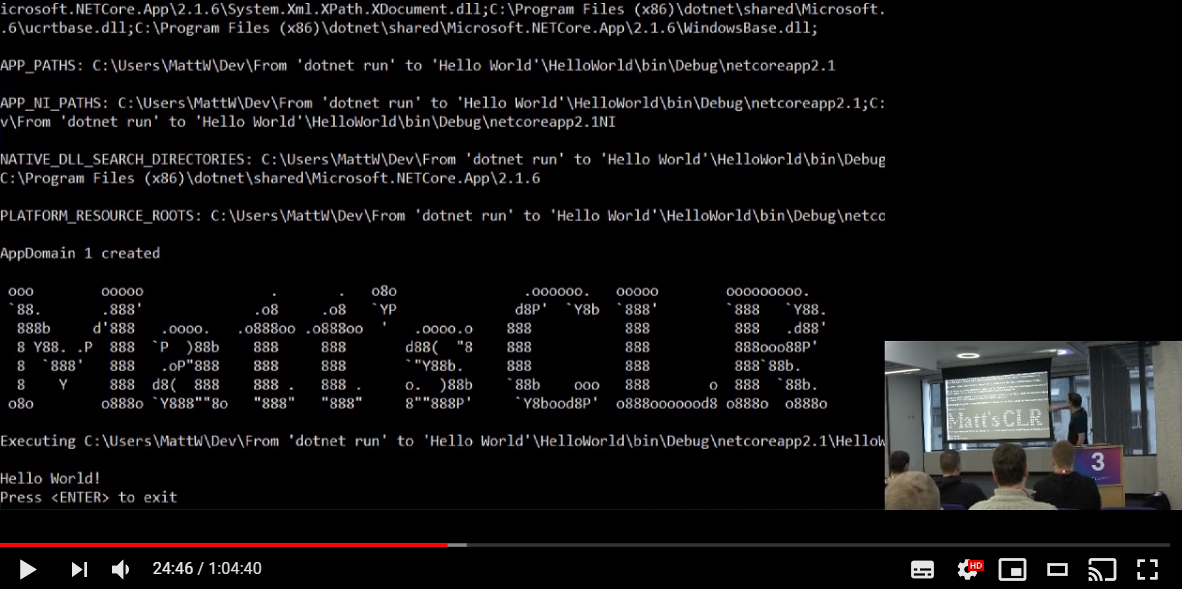 icrosoft.NETCore.App\2.1.6\System.Xml.XPath.XDocument.dll;C:\Program Files (x86)\dotnet\shared\Microsoft.
.6\ucrtbase.dll;C:\Program Files (x86)\dotnet\shared\Microsoft.NETCore.App\2.1.6\WindowsBase.dll;
APP_PATHS: C:\Users\MattW\Dev\From 'dotnet run' to 'Hello World'\HelloWorld\bin\Debug\netcoreapp2.1
APP_NI_PATHS: C:\Users\MattW\Dev\From 'dotnet run' to 'Hello World'\HelloWorld\bin\Debug\netcoreapp2.1;C:
v\From 'dotnet run' to 'Hello World'\HelloWorld\bin\Debug\netcoreapp2.1NI
NATIVE_DLL_SEARCH_DIRECTORIES: C:\Users\MattW\Dev\From 'dotnet run' to 'Hello World'\HelloWorld\bin\Debug
C:\Program Files (x86)\dotnet\shared\Microsoft.NETCore.App\2.1.6
PLATFORM_RESOURCE_ROOTS: C:\Users\MattW\Dev\From 'dotnet run' to 'Hello World'\HelloWorld\bin\Debug\netco
AppDomain 1 created
Matt's CLR
Executing C:\Users\MattW\Dev\From 'dotnet run' to 'Hello World'\HelloWorld\bin\Debug\netcoreapp2.1\HelloW
Hello World!
Press <ENTER> to exit
Matt's CLR
3
24:46 / 1:04:40
HD